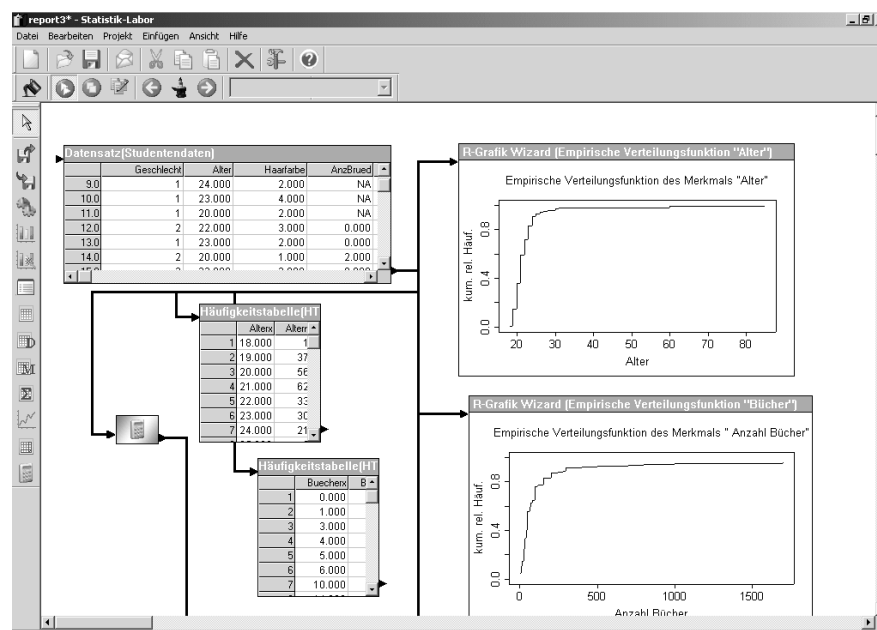 report3* - Statistik-Labor
Datei Bearbeiten Projekt Einfügen Ansicht Hilfe
Datensatz(Studentendaten)
Geschlecht Alter Haarfarbe AnzBrued
9.0 1 24.000 2.000 NA
10.0 1 23.000 4.000 NA
11.0 1 20.000 2.000 NA
12.0 2 22.000 3.000 0.000
13.0 1 23.000 2.000 0.000
14.0 2 20.000 1.000 2.000
R-Grafik Wizard (Empirische Verteilungsfunktion "Alter")
Empirische Verteilungsfunktion des Merkmals "Alter"
kum. rel. Häuf.
0.8
0.4
0.0
20 30 40 50 60 70 80
Alter
Häufigkeitstabelle(HT
Alterx Alterr
1 18.000 1
2 19.000 37
3 20.000 56
4 21.000 62
5 22.000 33
6 23.000 30
7 24.000 21
Häufigkeitstabelle(HT
Buecherx B
1 0.000
2 1.000
3 3.000
4 4.000
5 5.000
6 6.000
7 10.000
R-Grafik Wizard (Empirische Verteilungsfunktion "Bücher")
Empirische Verteilungsfunktion des Merkmals " Anzahl Bücher"
kum. rel. Häuf.
0.8
0.4
0.0
0 500 1000 1500
Anzahl Bücher